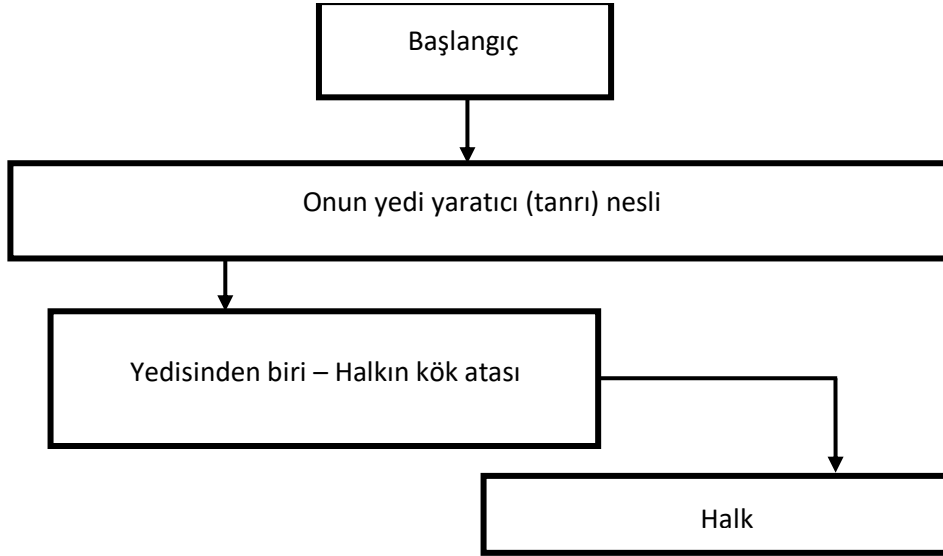 Başlangıç
Onun yedi yaratıcı (tanrı) nesli
Yedisinden biri – Halkın kök atası
Halk